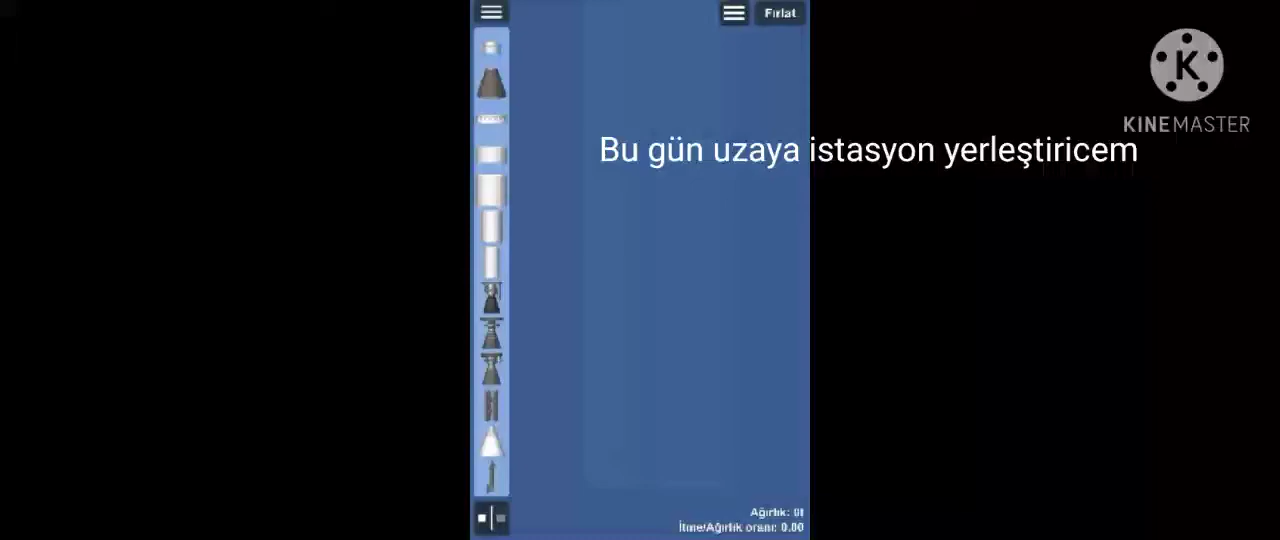 Fırlat
KINEMASTER
Bu gün uzaya istasyon yerleştiricem
Ağırlık: 0t
İtme/Ağırlık oranı: 0.00